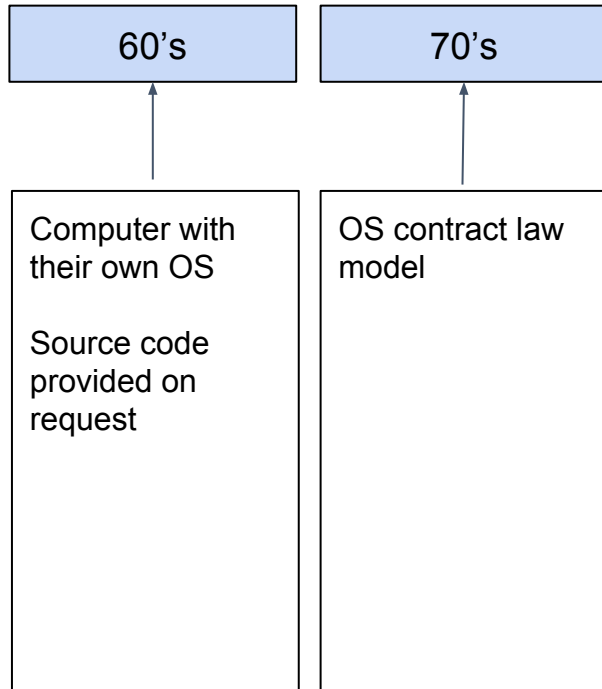 60’s
70’s
Computer with
their own OS
Source code
provided on
request
OS contract law
model